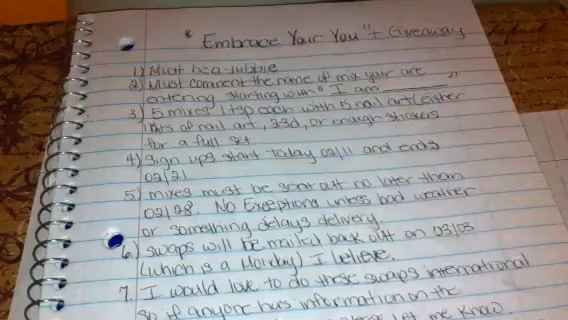 "Embrace Your You"t Giveaway
1) Must be a subbie
2) Must comment the name of mix your are
entering, starting with "I am ________"
3) 5 mixes 1 tsp each with 5 nail art (either
lots of nail art, 33d, or enough stickers
for a full set
4) Sign ups start today 02/11 and ends
02/21
5) mixes must be sent out no later than
02/28. No Exceptions unless bad weather
or something delays delivery.
6) swaps will be mailed back out on 03/03
(which is a Monday) I believe.
7. I would love to do these swaps international
so if anyone has information on the
let me know.